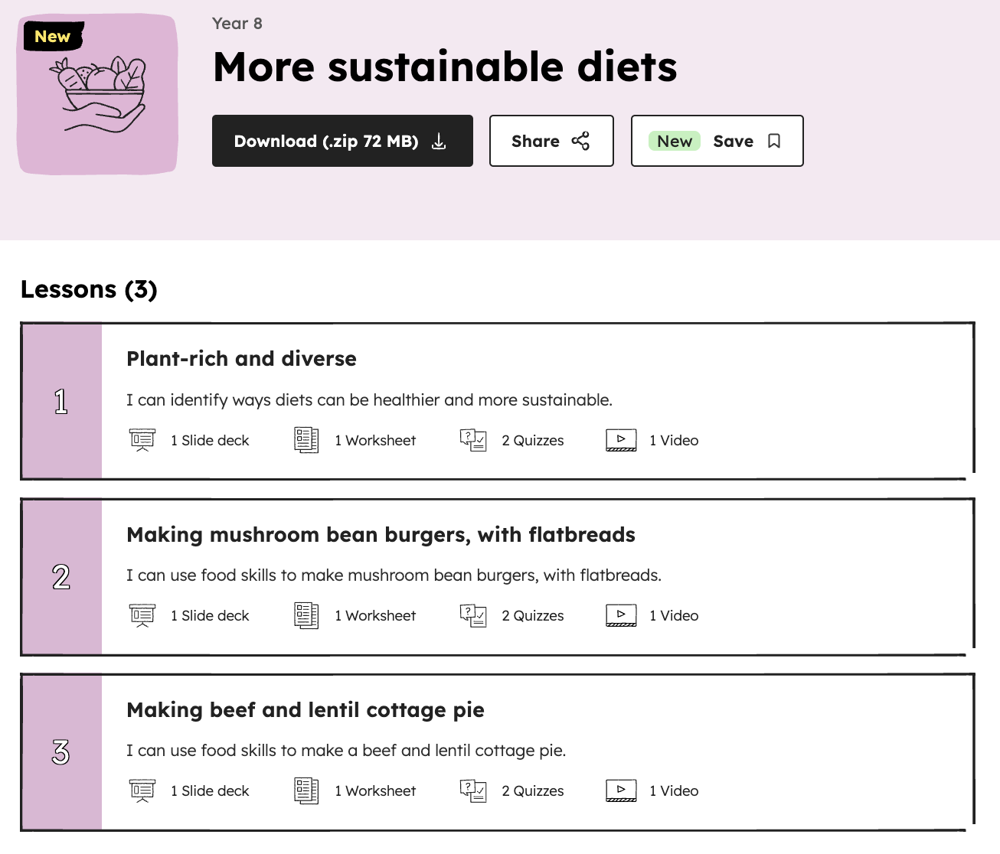 New
Year 8
More sustainable diets
Download (.zip 72 MB)
Share
New Save
Lessons (3)
1
Plant-rich and diverse
I can identify ways diets can be healthier and more sustainable.
1 Slide deck 1 Worksheet 2 Quizzes 1 Video
2
Making mushroom bean burgers, with flatbreads
I can use food skills to make mushroom bean burgers, with flatbreads.
1 Slide deck 1 Worksheet 2 Quizzes 1 Video
3
Making beef and lentil cottage pie
I can use food skills to make a beef and lentil cottage pie.
1 Slide deck 1 Worksheet 2 Quizzes 1 Video